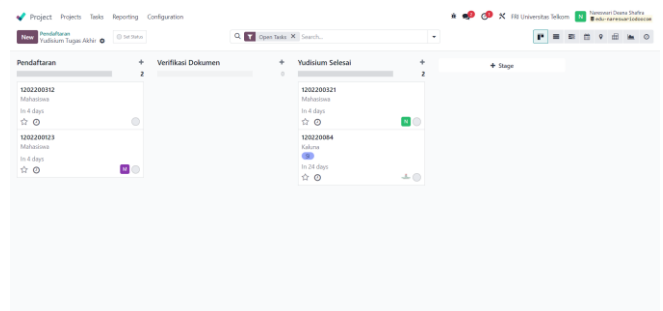 Project Projects Tasks Reporting Configuration FRI Universitas Telkom N Nareswari Deana Shafira
New Pendaftaran
Yudisium Tugas Akhir Set Status Open Tasks × Search...
Pendaftaran + Verifikasi Dokumen + Yudisium Selesai + + Stage
2 0 2
1202200312
Mahasiswa
In 4 days
1202200123
Mahasiswa
In 4 days
M
1202200321
Mahasiswa
In 4 days
N
120220084
Kaluna
In 24 days